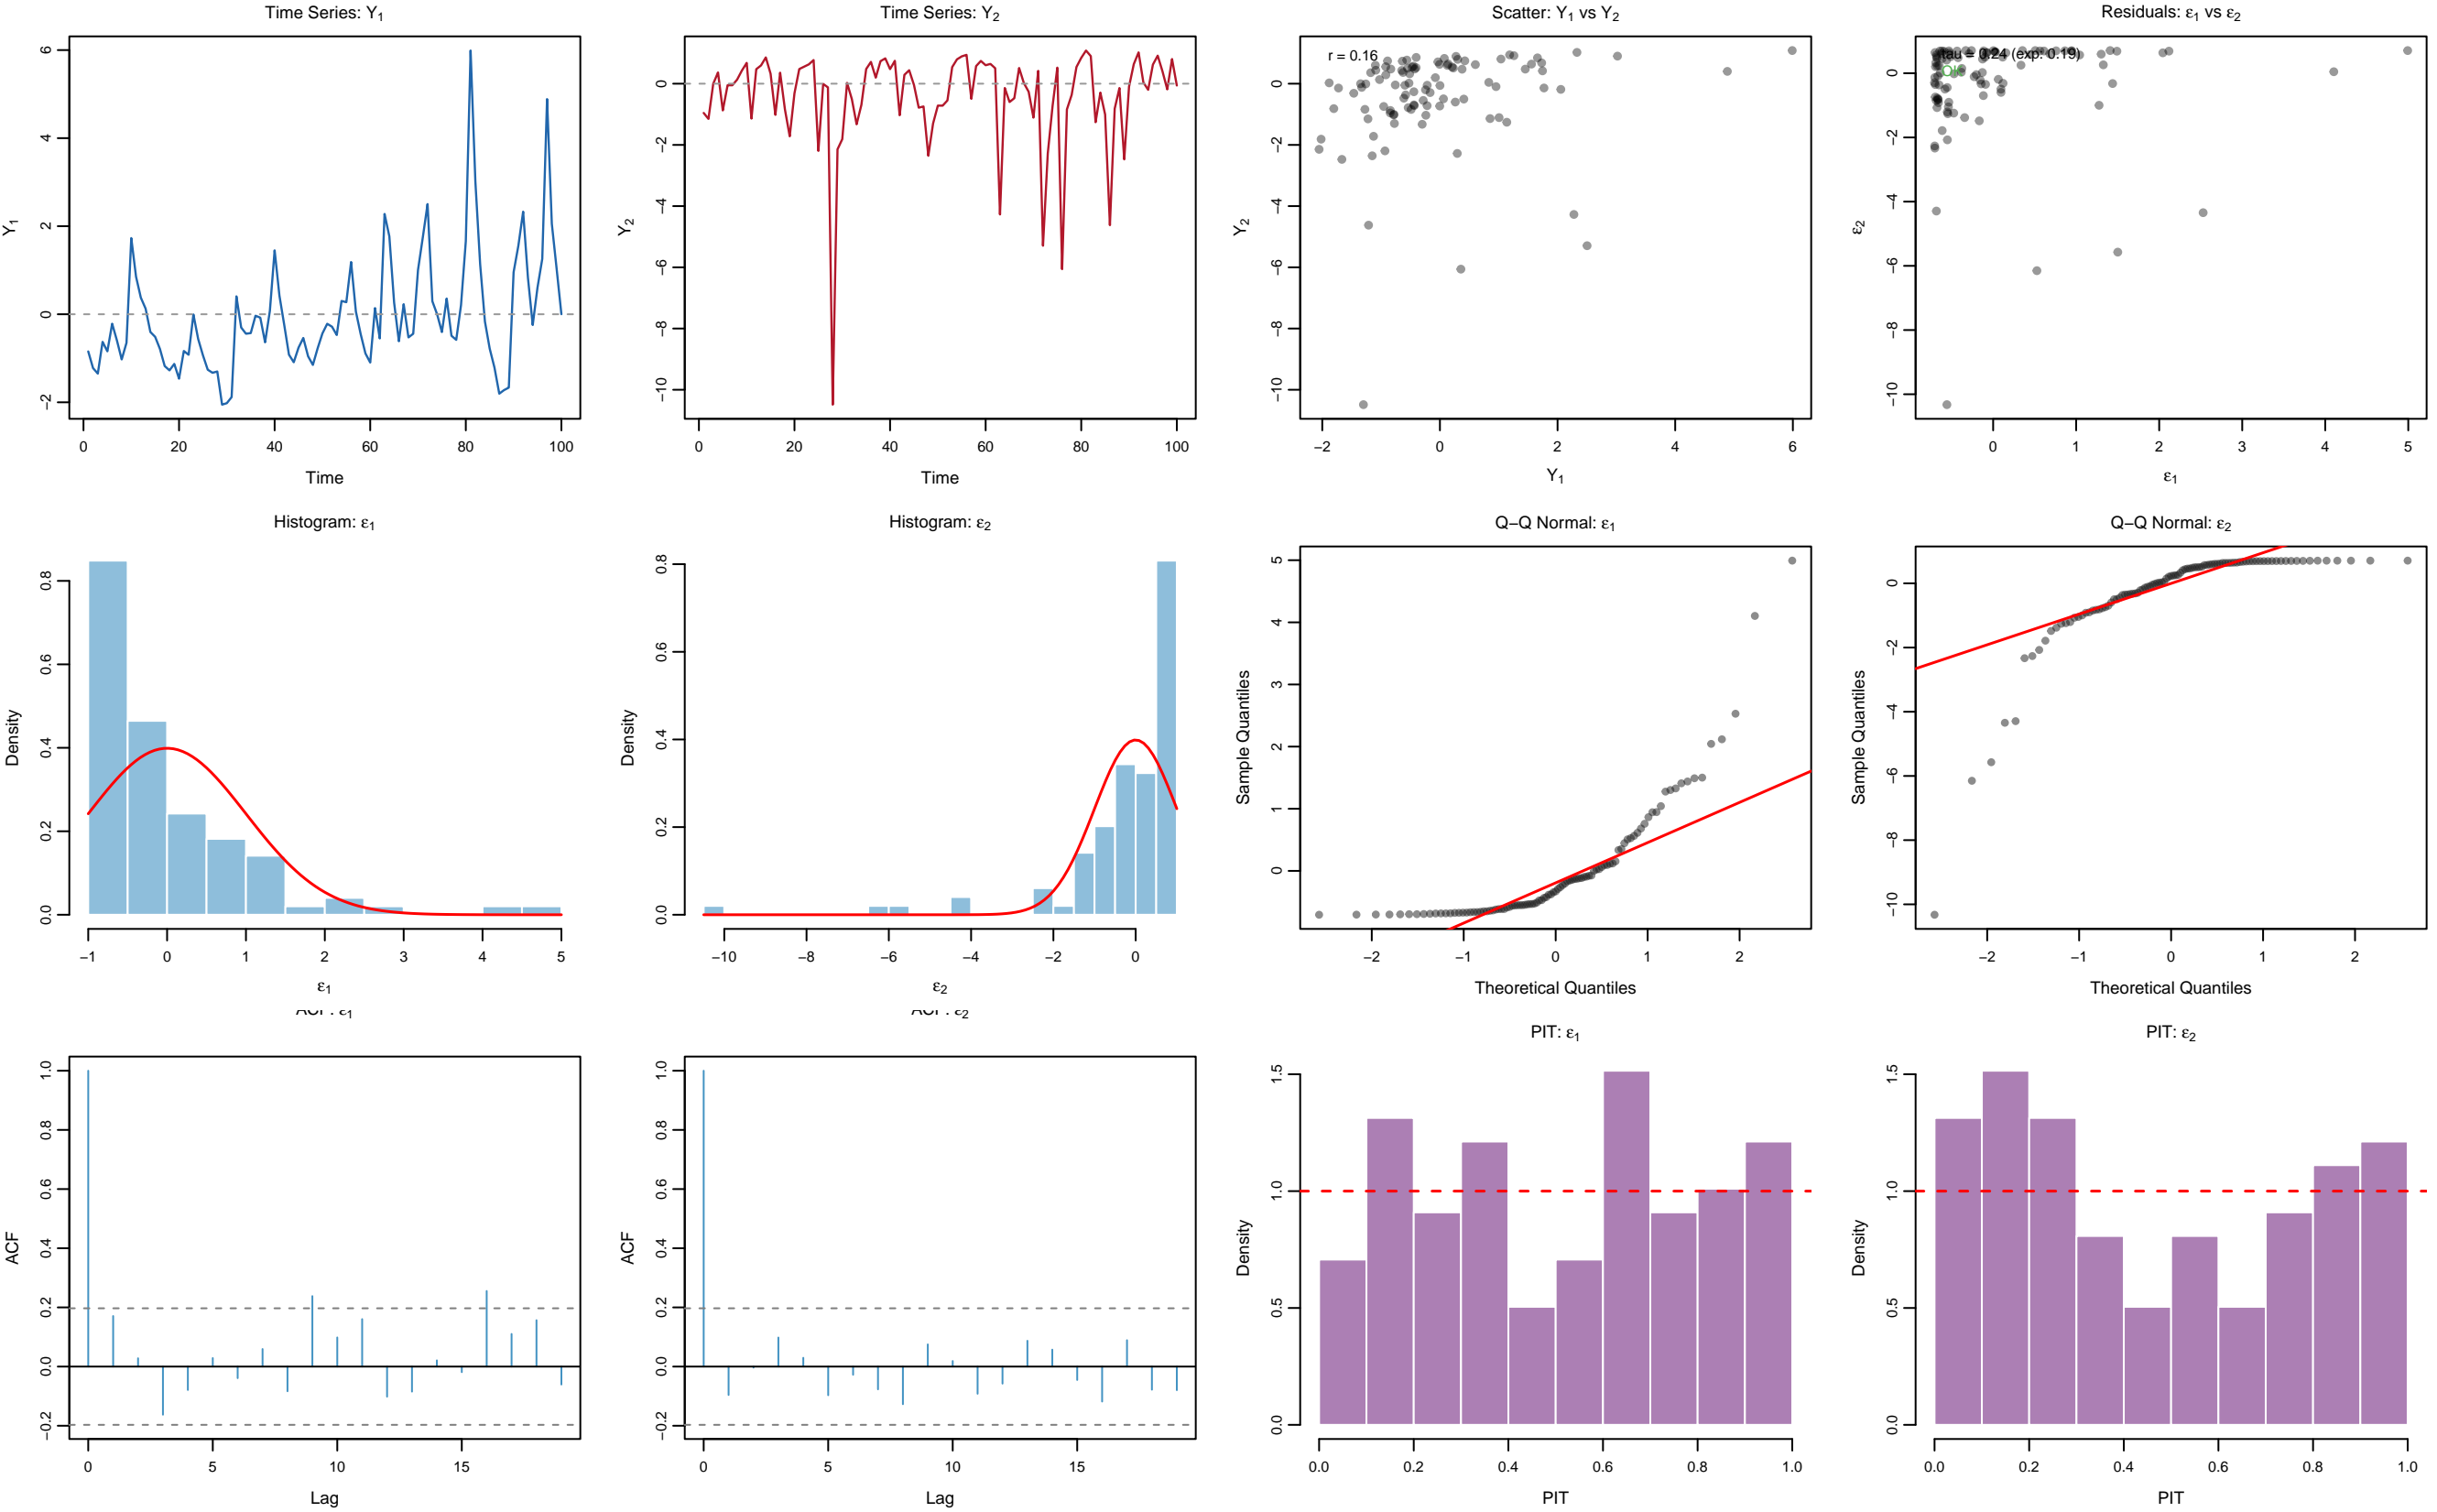 Time Series: Y1
Y1
6
4
2
0
−2
0 20 40 60 80 100
Time
Time Series: Y2
Y2
0
−2
−4
−6
−8
−10
0 20 40 60 80 100
Time
Scatter: Y1 vs Y2
r = 0.16
Y2
0
−2
−4
−6
−8
−10
−2 0 2 4 6
Y1
Residuals: ε1 vs ε2
tau = 0.24 (exp: 0.19)
ε2
0
−2
−4
−6
−8
−10
0 1 2 3 4 5
ε1
Histogram: ε1
Density
0.8
0.6
0.4
0.2
0.0
−1 0 1 2 3 4 5
ε1
Histogram: ε2
Density
0.8
0.6
0.4
0.2
0.0
−10 −8 −6 −4 −2 0
ε2
Q−Q Normal: ε1
Sample Quantiles
5
4
3
2
1
0
−2 −1 0 1 2
Theoretical Quantiles
Q−Q Normal: ε2
Sample Quantiles
0
−2
−4
−6
−8
−10
−2 −1 0 1 2
Theoretical Quantiles
ACF: ε1
ACF
1.0
0.8
0.6
0.4
0.2
0.0
−0.2
0 5 10 15
Lag
ACF: ε2
ACF
1.0
0.8
0.6
0.4
0.2
0.0
−0.2
0 5 10 15
Lag
PIT: ε1
Density
1.5
1.0
0.5
0.0
0.0 0.2 0.4 0.6 0.8 1.0
PIT
PIT: ε2
Density
1.5
1.0
0.5
0.0
0.0 0.2 0.4 0.6 0.8 1.0
PIT